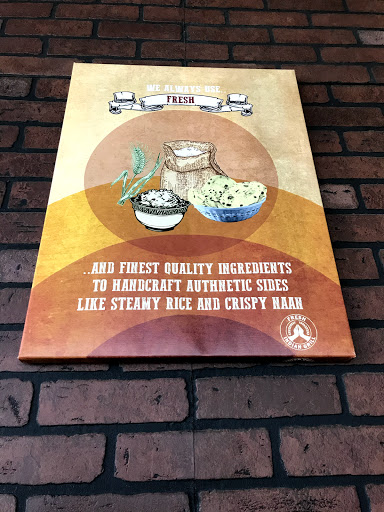 WE ALWAYS USE
FRESH
..AND FINEST QUALITY INGREDIENTS
TO HANDCRAFT AUTHNETIC SIDES
LIKE STEAMY RICE AND CRISPY NAAN
FRESH
INDIAN GRILL